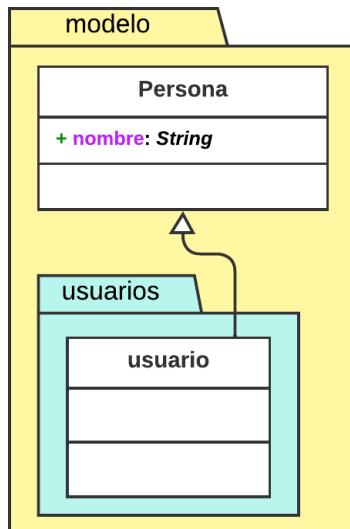 modelo
Persona
+ nombre: String
usuarios
usuario